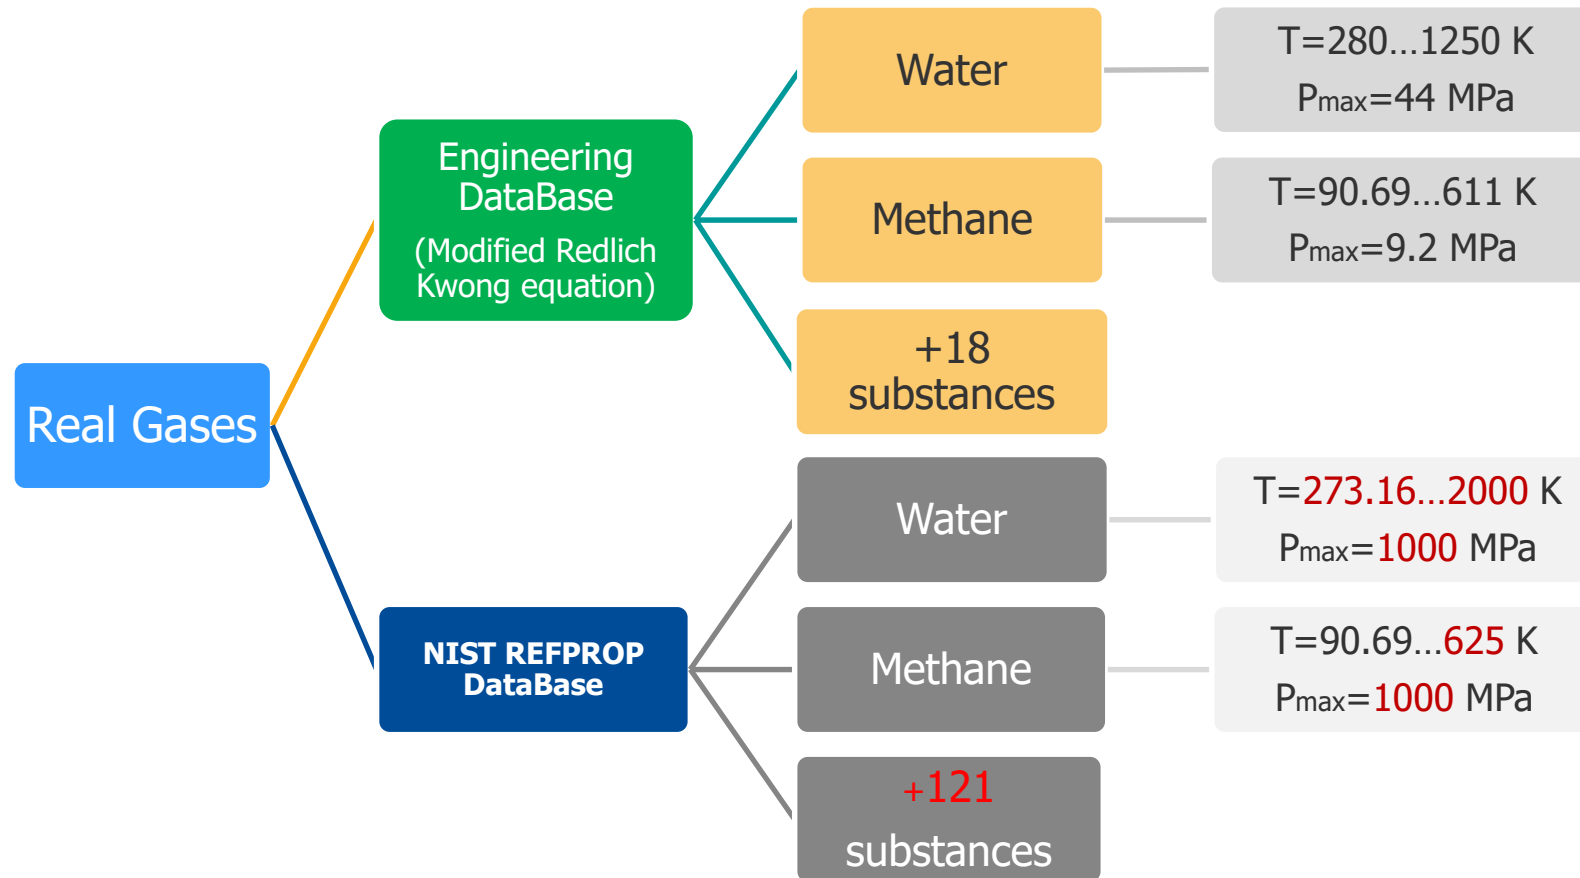 Real Gases
Engineering
DataBase
(Modified Redlich
Kwong equation)
Water
T=280...1250 K
Pmax=44 MPa
Methane
T=90.69...611 K
Pmax=9.2 MPa
+18
substances
NIST REFPROP
DataBase
Water
T=273.16...2000 K
Pmax=1000 MPa
Methane
T=90.69...625 K
Pmax=1000 MPa
+121
substances